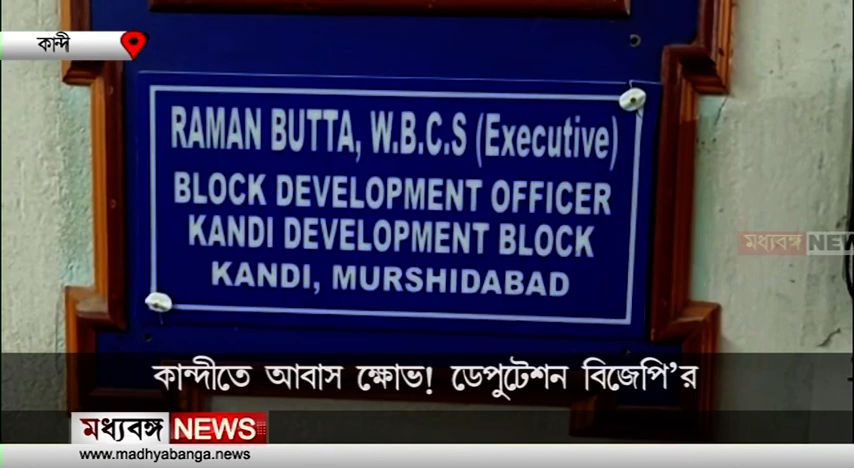 কান্দী
RAMAN BUTTA, W.B.C.S (Executive)
BLOCK DEVELOPMENT OFFICER
KANDI DEVELOPMENT BLOCK
KANDI, MURSHIDABAD
মধ্যবঙ্গ NEWS
কান্দীতে আবাস ক্ষোভ! ডেপুটেশন বিজেপি'র
মধ্যবঙ্গ NEWS
www.madhyabanga.news